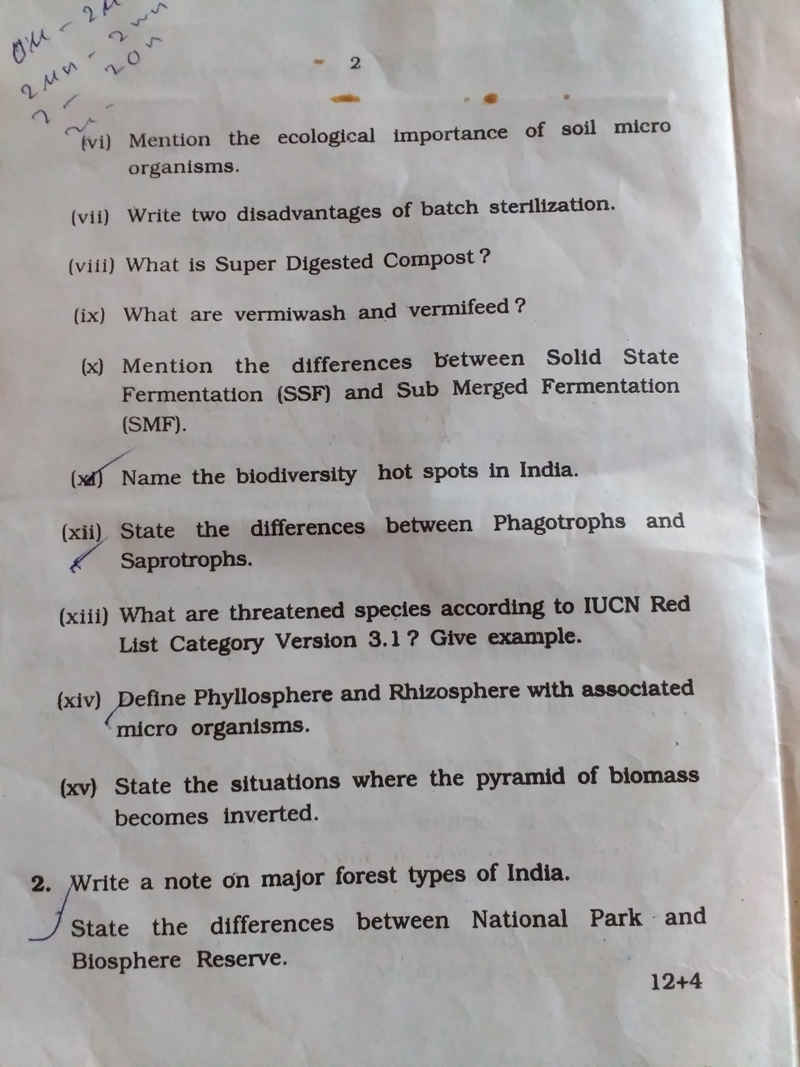 2
(vi) Mention the ecological importance of soil micro
organisms.
(vii) Write two disadvantages of batch sterilization.
(viii) What is Super Digested Compost ?
(ix) What are vermiwash and vermifeed ?
(x) Mention the differences between Solid State
Fermentation (SSF) and Sub Merged Fermentation
(SMF).
(xi) Name the biodiversity hot spots in India.
(xii) State the differences between Phagotrophs and
Saprotrophs.
(xiii) What are threatened species according to IUCN Red
List Category Version 3.1 ? Give example.
(xiv) Define Phyllosphere and Rhizosphere with associated
micro organisms.
(xv) State the situations where the pyramid of biomass
becomes inverted.
2. Write a note on major forest types of India.
State the differences between National Park and
Biosphere Reserve.
12+4